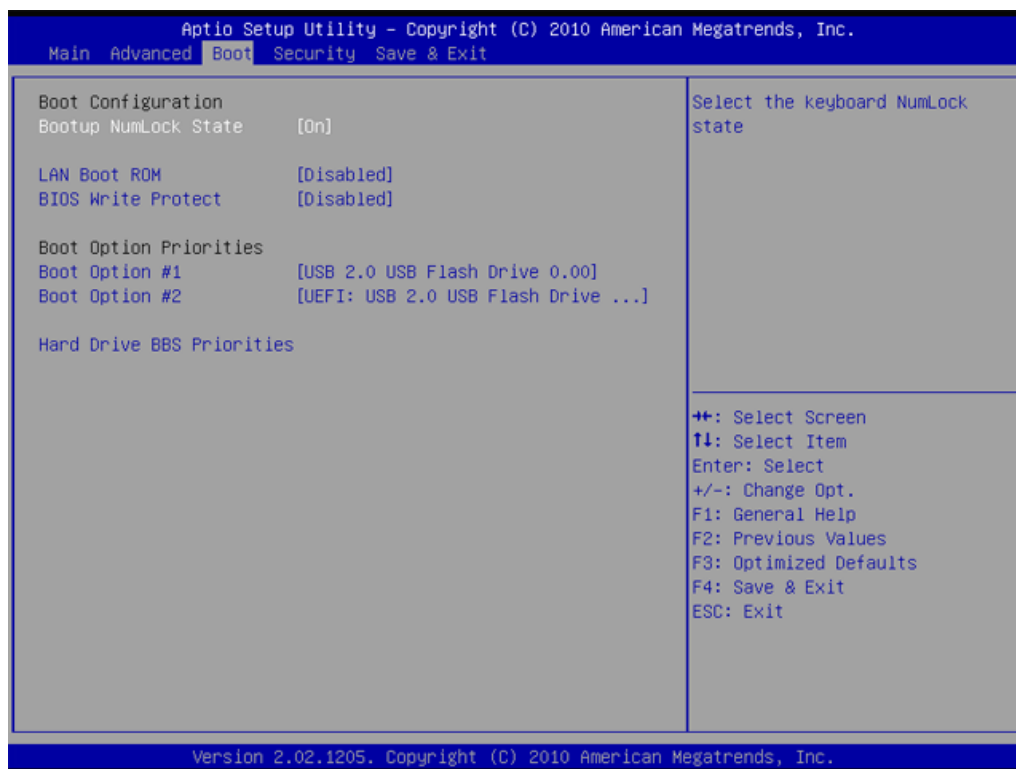 Aptio Setup Utility – Copyright (C) 2010 American Megatrends, Inc.
Main Advanced Boot Security Save & Exit
Boot Configuration
Bootup NumLock State [On]
LAN Boot ROM [Disabled]
BIOS Write Protect [Disabled]
Boot Option Priorities
Boot Option #1 [USB 2.0 USB Flash Drive 0.00]
Boot Option #2 [UEFI: USB 2.0 USB Flash Drive ...]
Hard Drive BBS Priorities
Select the keyboard NumLock
state
→←: Select Screen
↑↓: Select Item
Enter: Select
+/-: Change Opt.
F1: General Help
F2: Previous Values
F3: Optimized Defaults
F4: Save & Exit
ESC: Exit
Version 2.02.1205. Copyright (C) 2010 American Megatrends, Inc.